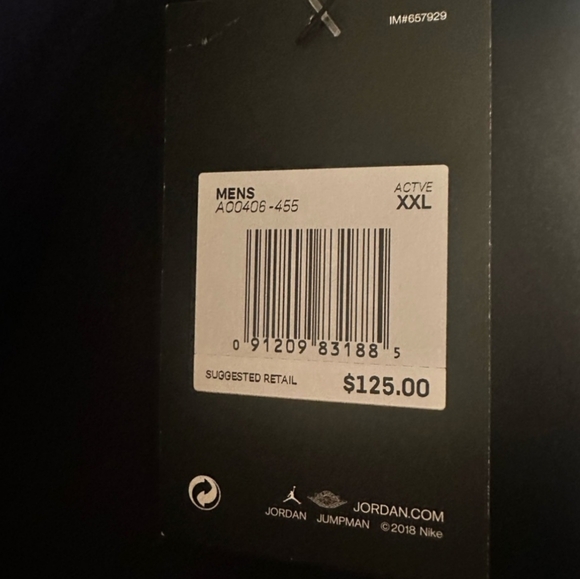 IM#657929
MENS ACTVE
AO0406-455 XXL
0 91209 83188 5
SUGGESTED RETAIL $125.00
JORDAN.COM
JORDAN JUMPMAN ©2018 Nike